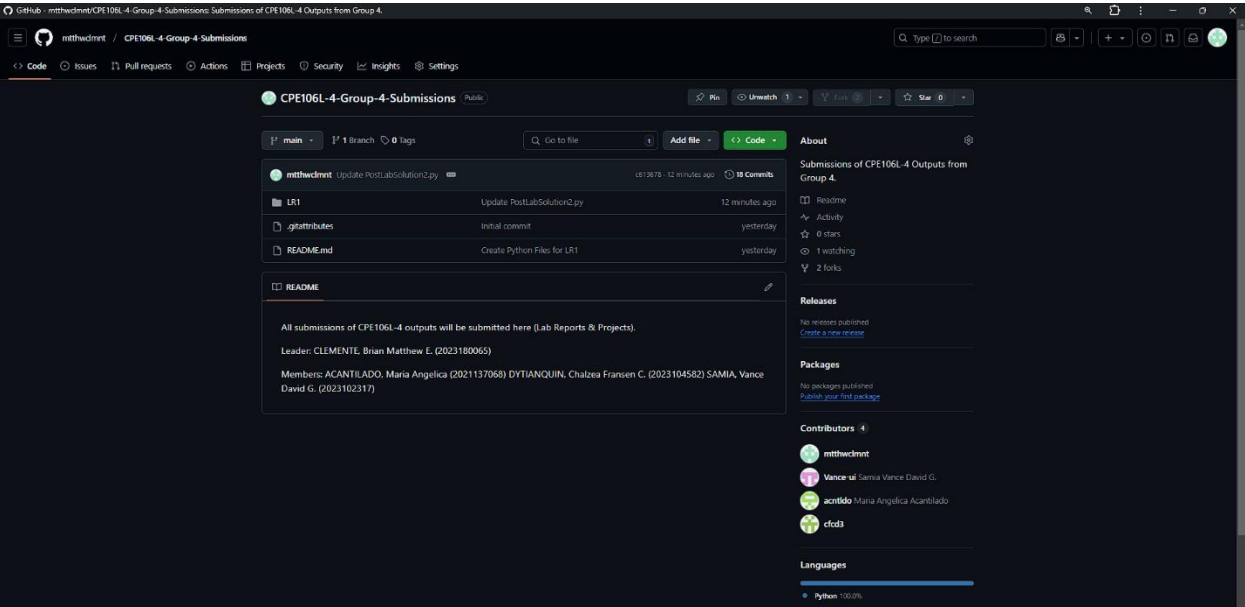 GitHub - mtthwclmnt/CPE106L-4-Group-4-Submissions: Submissions of CPE106L-4 Outputs from Group 4.
mtthwclmnt / CPE106L-4-Group-4-Submissions
Type / to search
Code Issues Pull requests Actions Projects Security Insights Settings
CPE106L-4-Group-4-Submissions Public
Pin Unwatch 1 Fork 2 Star 0
main 1 Branch 0 Tags
Go to file t Add file Code
mtthwclmnt Update PostLabSolution2.py
c613678 · 12 minutes ago 18 Commits
LR1 Update PostLabSolution2.py 12 minutes ago
.gitattributes Initial commit yesterday
README.md Create Python Files for LR1 yesterday
README
All submissions of CPE106L-4 outputs will be submitted here (Lab Reports & Projects).
Leader: CLEMENTE, Brian Matthew E. (2023180065)
Members: ACANTILADO, Maria Angelica (2021137068) DYTIANQUIN, Chalzea Fransen C. (2023104582) SAMIA, Vance
David G. (2023102317)
About
Submissions of CPE106L-4 Outputs from
Group 4.
Readme
Activity
0 stars
1 watching
2 forks
Releases
No releases published
Create a new release
Packages
No packages published
Publish your first package
Contributors 4
mtthwclmnt
Vance-ui Samia Vance David G.
acntldo Maria Angelica Acantilado
cfcd3
Languages
Python 100.0%